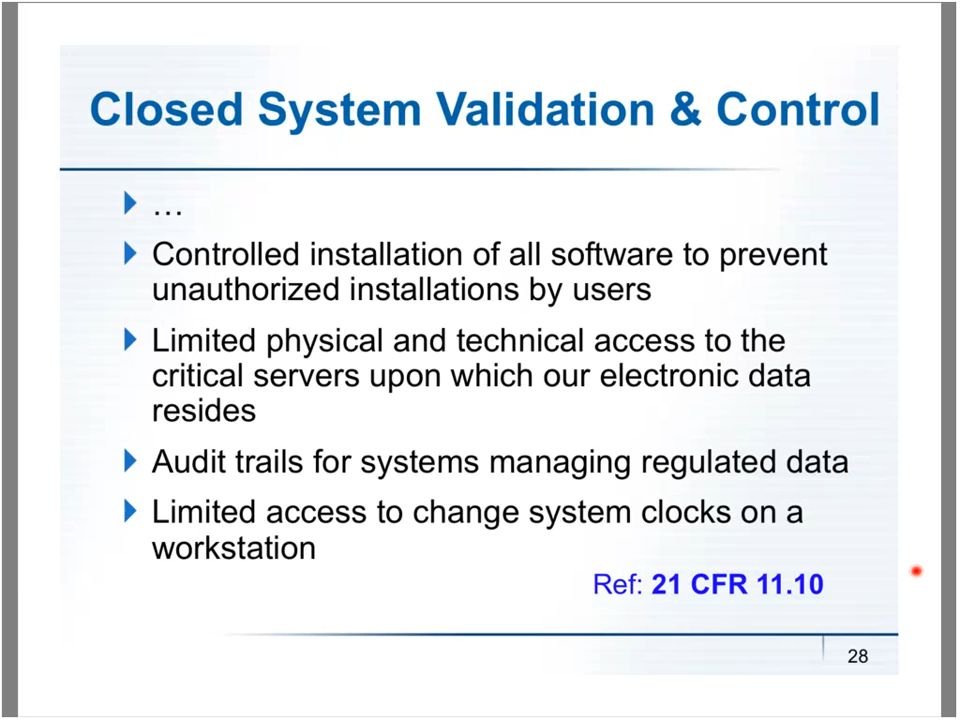 Closed System Validation & Control
…
Controlled installation of all software to prevent
unauthorized installations by users
Limited physical and technical access to the
critical servers upon which our electronic data
resides
Audit trails for systems managing regulated data
Limited access to change system clocks on a
workstation
Ref: 21 CFR 11.10
28